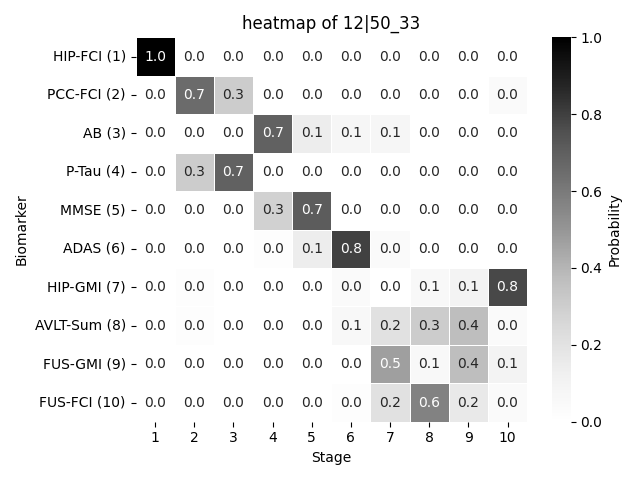 heatmap of 12|50_33
HIP-FCI (1) 1.0 0.0 0.0 0.0 0.0 0.0 0.0 0.0 0.0 0.0
PCC-FCI (2) 0.0 0.7 0.3 0.0 0.0 0.0 0.0 0.0 0.0 0.0
AB (3) 0.0 0.0 0.0 0.7 0.1 0.1 0.1 0.0 0.0 0.0
P-Tau (4) 0.0 0.3 0.7 0.0 0.0 0.0 0.0 0.0 0.0 0.0
MMSE (5) 0.0 0.0 0.0 0.3 0.7 0.0 0.0 0.0 0.0 0.0
ADAS (6) 0.0 0.0 0.0 0.0 0.1 0.8 0.0 0.0 0.0 0.0
HIP-GMI (7) 0.0 0.0 0.0 0.0 0.0 0.0 0.0 0.1 0.1 0.8
AVLT-Sum (8) 0.0 0.0 0.0 0.0 0.0 0.1 0.2 0.3 0.4 0.0
FUS-GMI (9) 0.0 0.0 0.0 0.0 0.0 0.0 0.5 0.1 0.4 0.1
FUS-FCI (10) 0.0 0.0 0.0 0.0 0.0 0.0 0.2 0.6 0.2 0.0
1 2 3 4 5 6 7 8 9 10
Stage
Biomarker
1.0
0.8
0.6
0.4
0.2
0.0
Probability